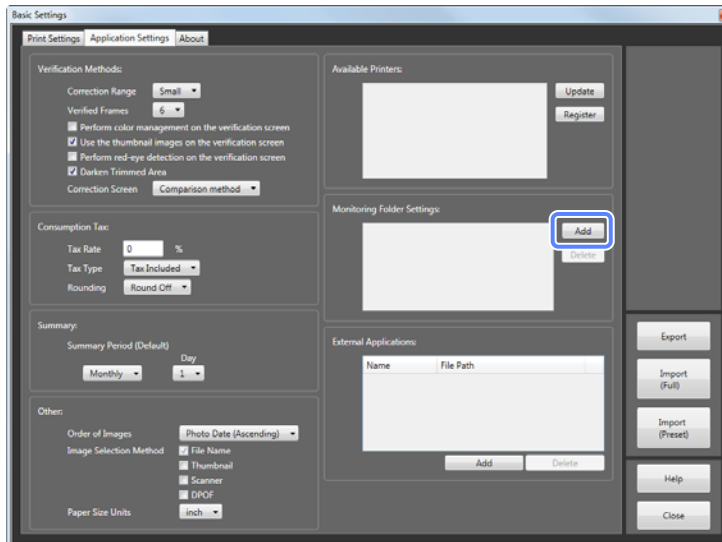 Basic Settings
Print Settings Application Settings About
Verification Methods:
Correction Range Small
Verified Frames 6
Perform color management on the verification screen
Use the thumbnail images on the verification screen
Perform red-eye detection on the verification screen
Darken Trimmed Area
Correction Screen Comparison method
Consumption Tax:
Tax Rate 0 %
Tax Type Tax Included
Rounding Round Off
Summary:
Summary Period (Default)
Day
Monthly 1
Other:
Order of Images Photo Date (Ascending)
Image Selection Method File Name
Thumbnail
Scanner
DPOF
Paper Size Units inch
Available Printers:
Update
Register
Monitoring Folder Settings:
Add
Delete
External Applications:
Name File Path
Add Delete
Export
Import
(Full)
Import
(Preset)
Help
Close